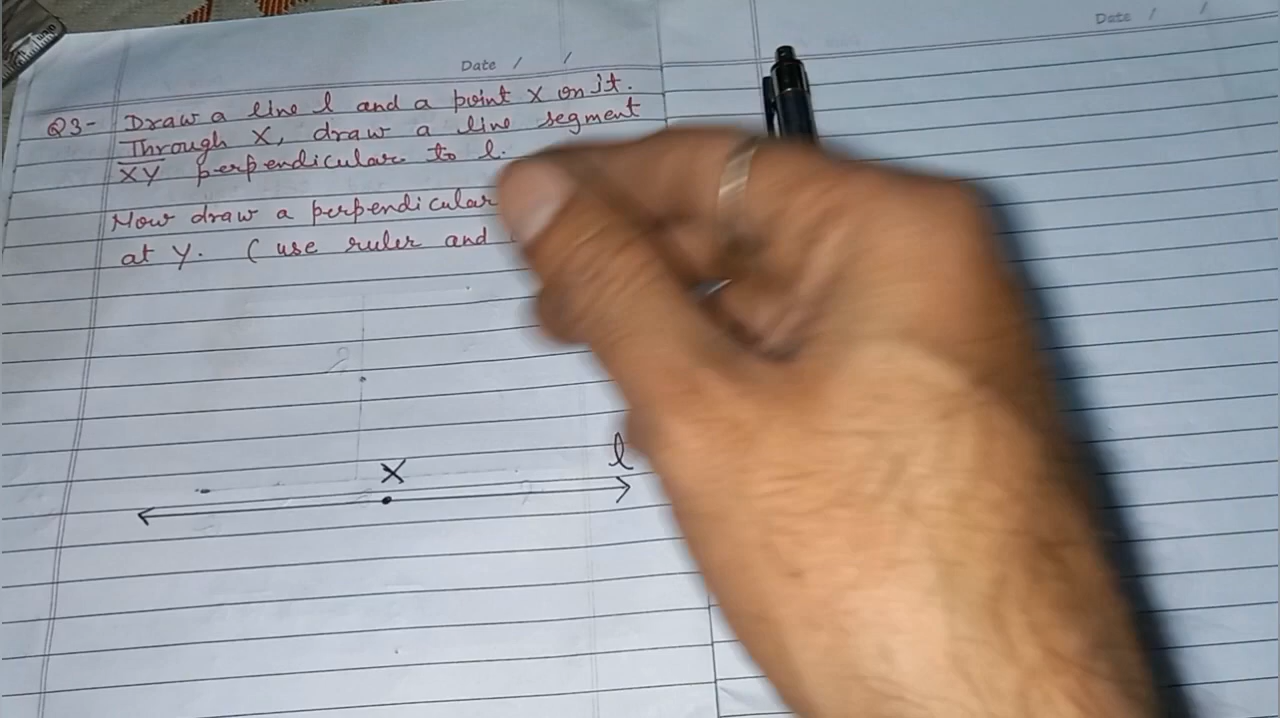 Date / /
Date / /
Q3- Draw a line l and a point X on it.
Through X, draw a line segment
XY perpendicular to l.
Now draw a perpendicular
at Y. (use ruler and
X
l